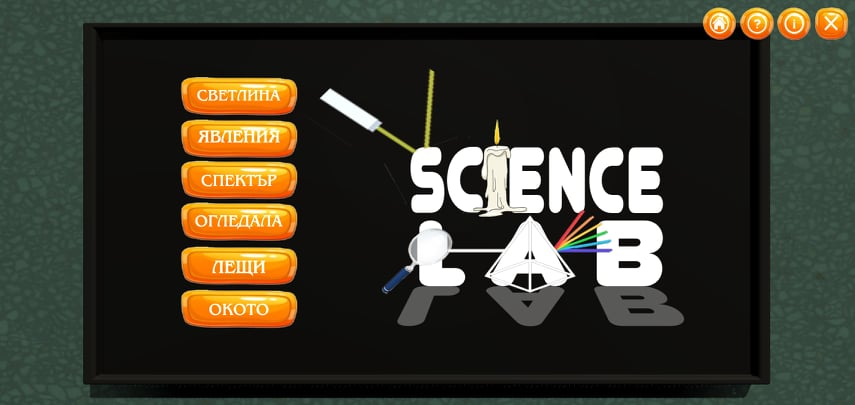 СВЕТЛИНА
ЯВЛЕНИЯ
СПЕКТЪР
ОГЛЕДАЛА
ЛЕЩИ
ОКОТО
SCIENCE
LAB